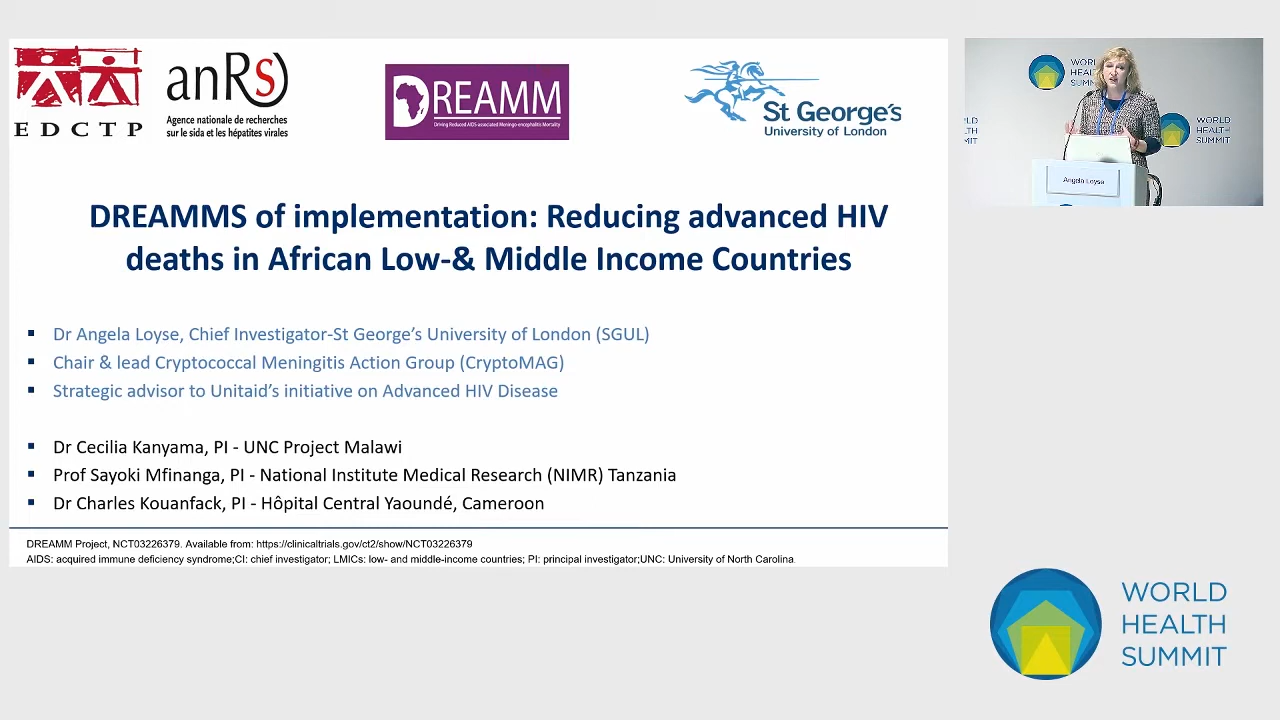 EDCTP
anRS
Agence nationale de recherches
sur le sida et les hépatites virales
DREAMM
Driving Reduced AIDS-associated Meningo-encephalitis Mortality
St George's
University of London
DREAMMS of implementation: Reducing advanced HIV
deaths in African Low-& Middle Income Countries
▪ Dr Angela Loyse, Chief Investigator-St George's University of London (SGUL)
▪ Chair & lead Cryptococcal Meningitis Action Group (CryptoMAG)
▪ Strategic advisor to Unitaid's initiative on Advanced HIV Disease
▪ Dr Cecilia Kanyama, PI - UNC Project Malawi
▪ Prof Sayoki Mfinanga, PI - National Institute Medical Research (NIMR) Tanzania
▪ Dr Charles Kouanfack, PI - Hôpital Central Yaoundé, Cameroon
DREAMM Project, NCT03226379. Available from: https://clinicaltrials.gov/ct2/show/NCT03226379
AIDS: acquired immune deficiency syndrome;CI: chief investigator; LMICs: low- and middle-income countries; PI: principal investigator;UNC: University of North Carolina.
WORLD
HEALTH
SUMMIT
Angela Loyse
WORLD
HEALTH
SUMMIT